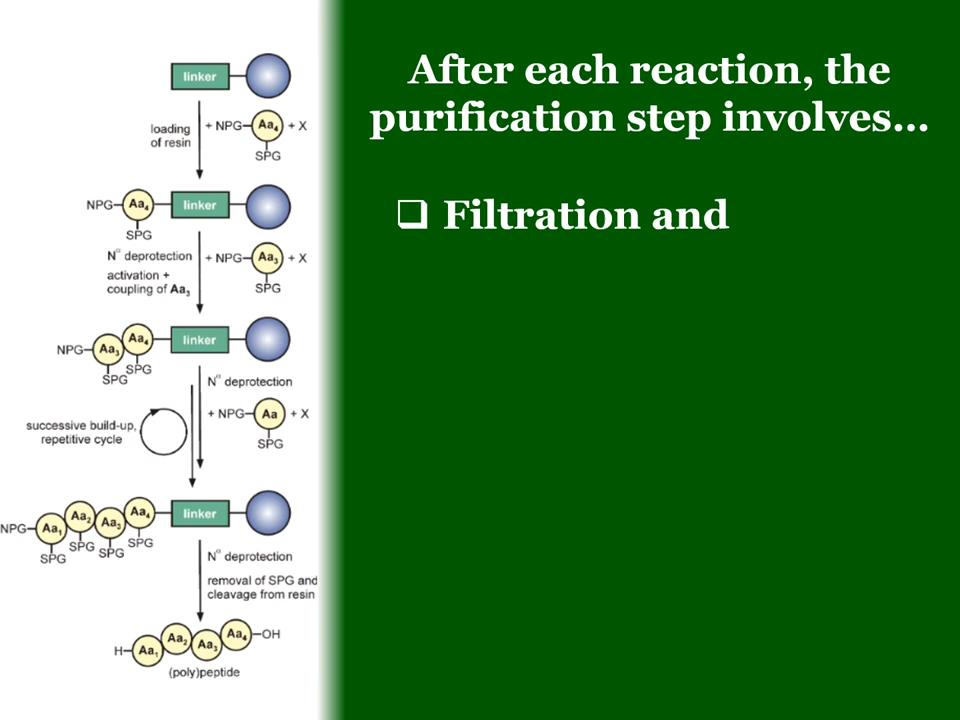 After each reaction, the
purification step involves…
❑ Filtration and
linker
loading
of resin
+ NPG Aa4 + X
SPG
NPG Aa4 linker
SPG
Nα deprotection
activation +
coupling of Aa3
+ NPG Aa3 + X
SPG
NPG Aa3 Aa4 linker
SPG SPG
Nα deprotection
+ NPG Aa + X
SPG
successive build-up,
repetitive cycle
NPG Aa1 Aa2 Aa3 Aa4 linker
SPG SPG SPG SPG
Nα deprotection
removal of SPG and
cleavage from resin
H Aa1 Aa2 Aa3 Aa4 OH
(poly)peptide